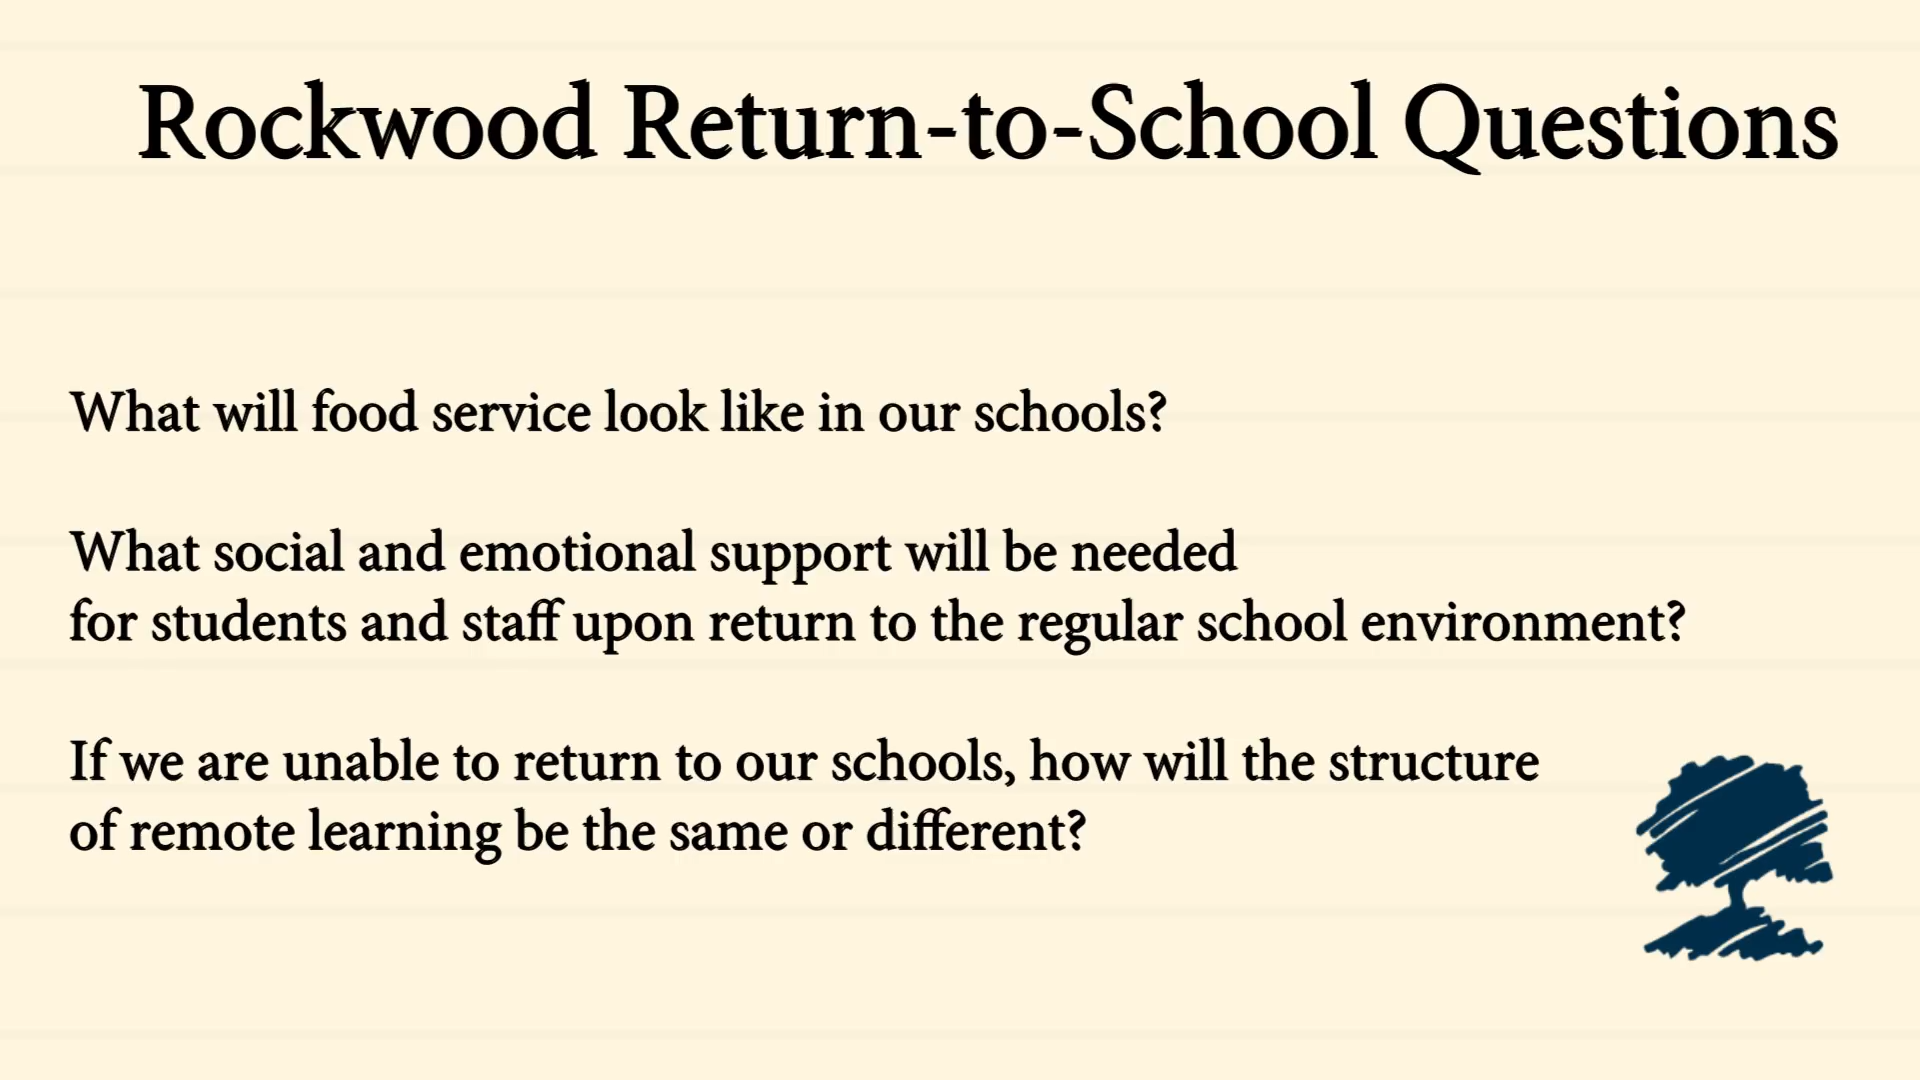 Rockwood Return-to-School Questions
What will food service look like in our schools?
What social and emotional support will be needed
for students and staff upon return to the regular school environment?
If we are unable to return to our schools, how will the structure
of remote learning be the same or different?